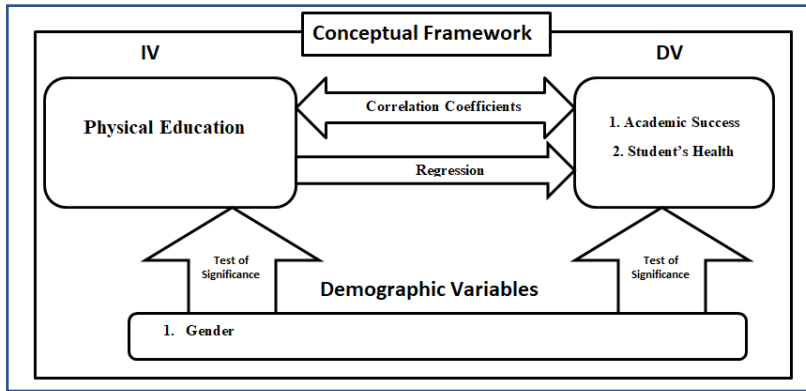 Conceptual Framework
IV
DV
Physical Education
Correlation Coefficients
1. Academic Success
2. Student's Health
Regression
Test of
Significance
Test of
Significance
Demographic Variables
1. Gender